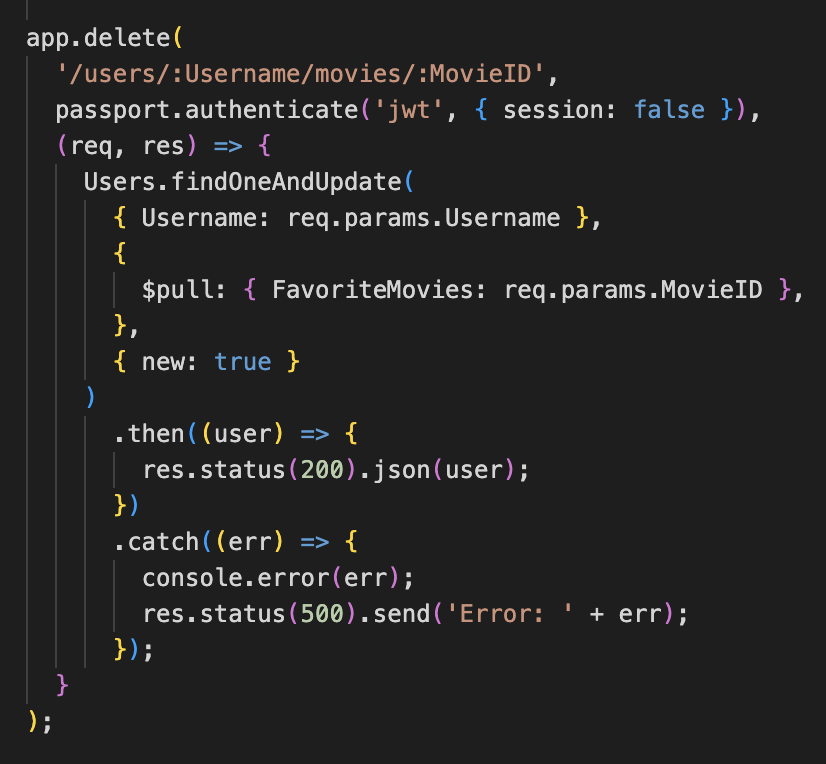 app.delete(
  '/users/:Username/movies/:MovieID',
  passport.authenticate('jwt', { session: false }),
  (req, res) => {
    Users.findOneAndUpdate(
      { Username: req.params.Username },
      {
        $pull: { FavoriteMovies: req.params.MovieID },
      },
      { new: true }
    )
      .then((user) => {
        res.status(200).json(user);
      })
      .catch((err) => {
        console.error(err);
        res.status(500).send('Error: ' + err);
      });
  }
);